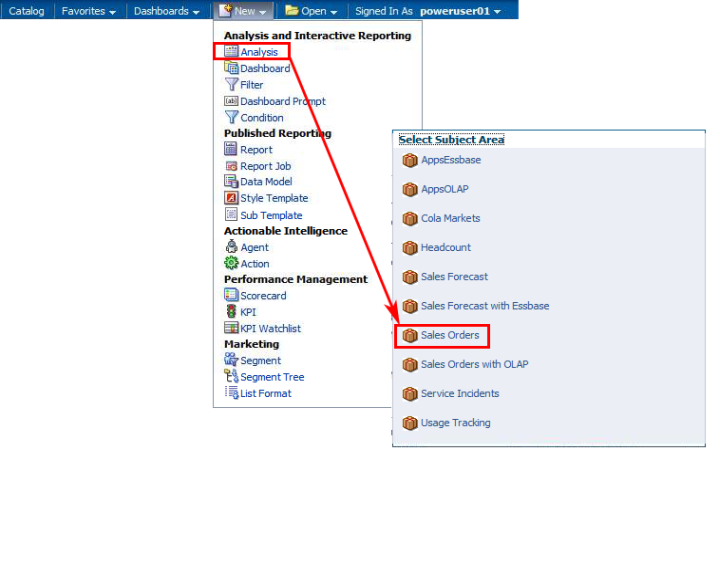 Catalog Favorites Dashboards New Open Signed In As poweruser01
Analysis and Interactive Reporting
Analysis
Dashboard
Filter
Dashboard Prompt
Condition
Published Reporting
Report
Report Job
Data Model
Style Template
Sub Template
Actionable Intelligence
Agent
Action
Performance Management
Scorecard
KPI
KPI Watchlist
Marketing
Segment
Segment Tree
List Format
Select Subject Area
AppsEssbase
AppsOLAP
Cola Markets
Headcount
Sales Forecast
Sales Forecast with Essbase
Sales Orders
Sales Orders with OLAP
Service Incidents
Usage Tracking